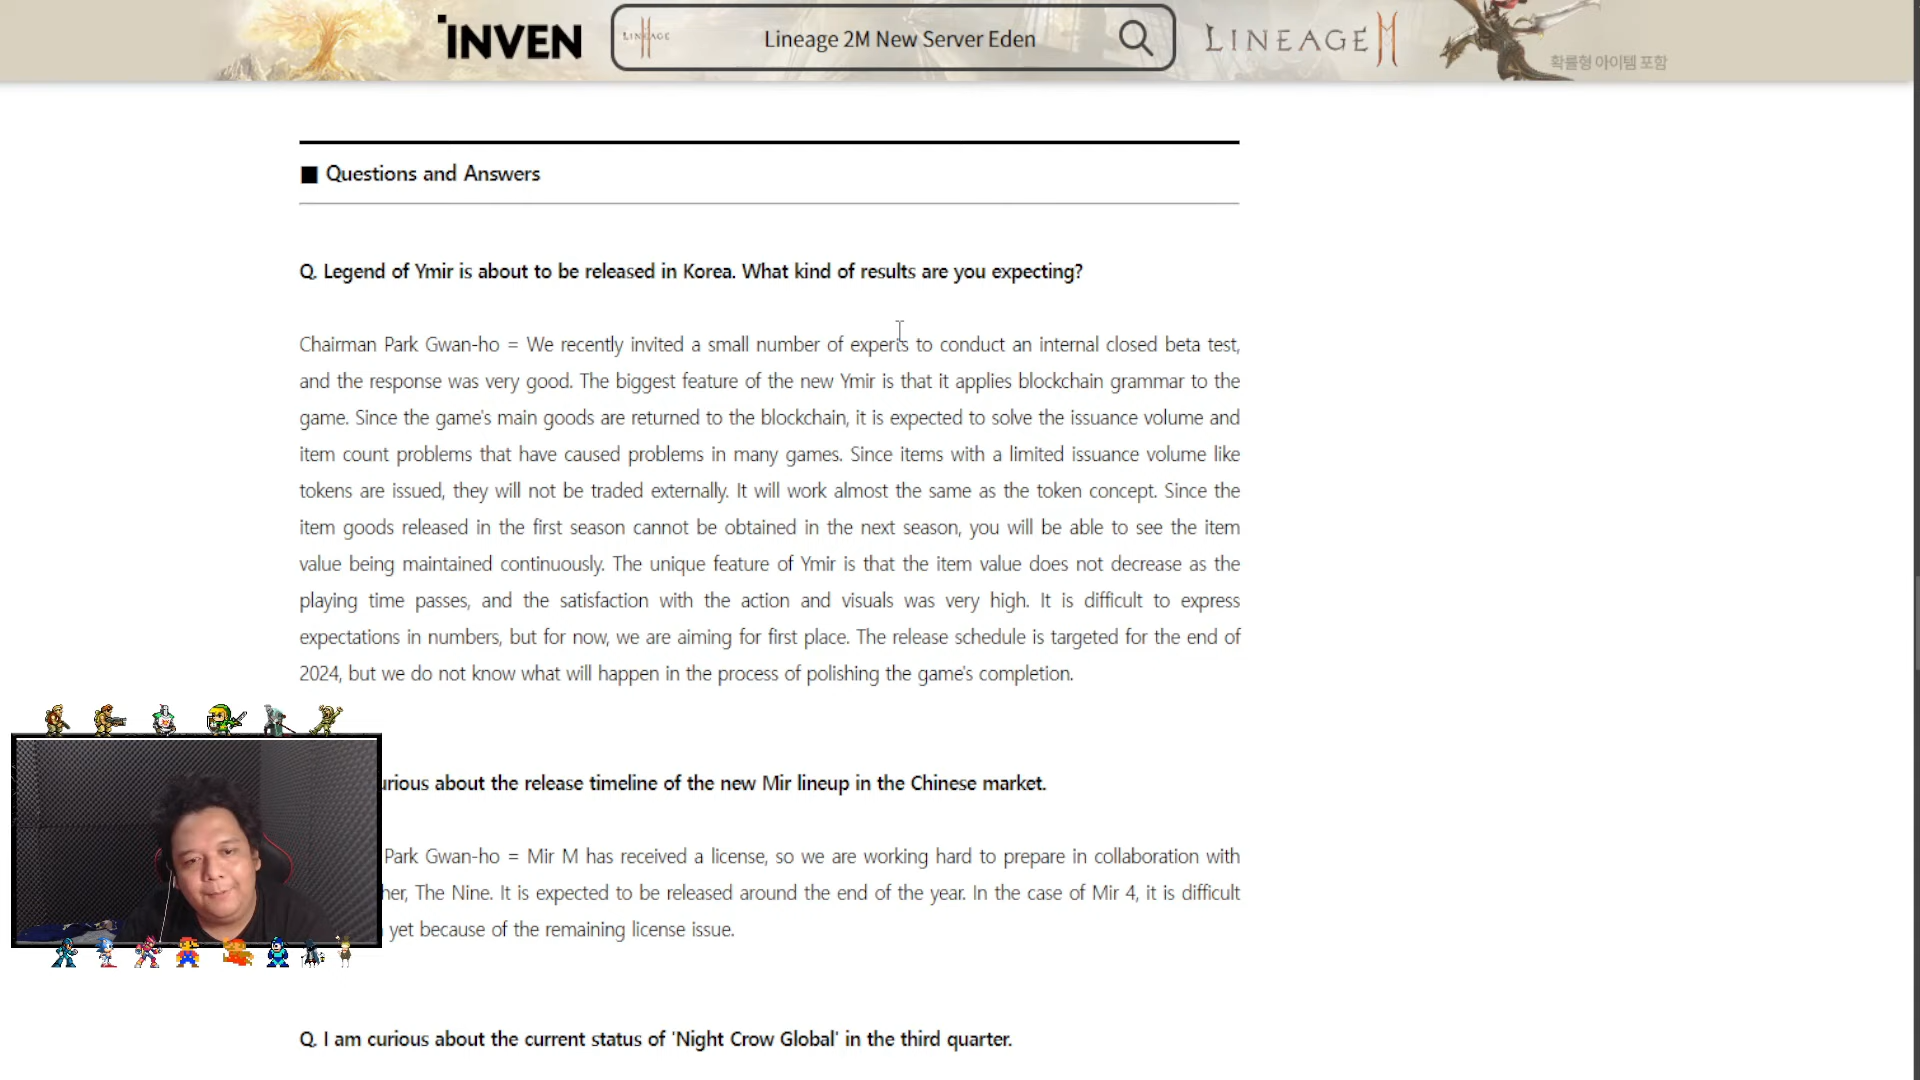 INVEN
LINEAGE
Lineage 2M New Server Eden
LINEAGE M
확률형 아이템 포함
■ Questions and Answers
Q. Legend of Ymir is about to be released in Korea. What kind of results are you expecting?
Chairman Park Gwan-ho = We recently invited a small number of experts to conduct an internal closed beta test,
and the response was very good. The biggest feature of the new Ymir is that it applies blockchain grammar to the
game. Since the game's main goods are returned to the blockchain, it is expected to solve the issuance volume and
item count problems that have caused problems in many games. Since items with a limited issuance volume like
tokens are issued, they will not be traded externally. It will work almost the same as the token concept. Since the
item goods released in the first season cannot be obtained in the next season, you will be able to see the item
value being maintained continuously. The unique feature of Ymir is that the item value does not decrease as the
playing time passes, and the satisfaction with the action and visuals was very high. It is difficult to express
expectations in numbers, but for now, we are aiming for first place. The release schedule is targeted for the end of
2024, but we do not know what will happen in the process of polishing the game's completion.
urious about the release timeline of the new Mir lineup in the Chinese market.
Park Gwan-ho = Mir M has received a license, so we are working hard to prepare in collaboration with
her, The Nine. It is expected to be released around the end of the year. In the case of Mir 4, it is difficult
yet because of the remaining license issue.
Q. I am curious about the current status of 'Night Crow Global' in the third quarter.